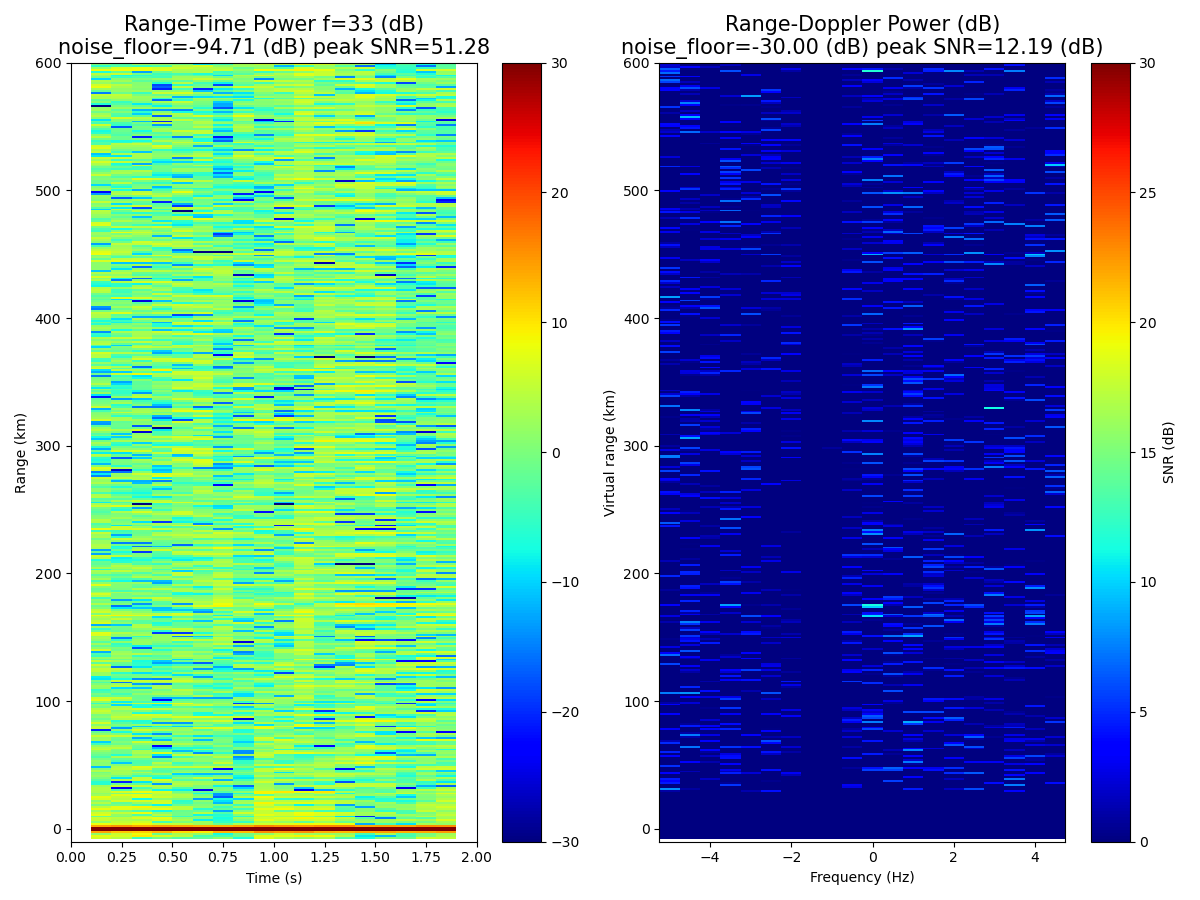 Range-Time Power f=33 (dB)
noise_floor=-94.71 (dB) peak SNR=51.28
600
500
400
300
200
100
0
Range (km)
0.00 0.25 0.50 0.75 1.00 1.25 1.50 1.75 2.00
Time (s)
30
20
10
0
−10
−20
−30
Range-Doppler Power (dB)
noise_floor=-30.00 (dB) peak SNR=12.19 (dB)
600
500
400
300
200
100
0
Virtual range (km)
−4 −2 0 2 4
Frequency (Hz)
30
25
20
15
10
5
0
SNR (dB)